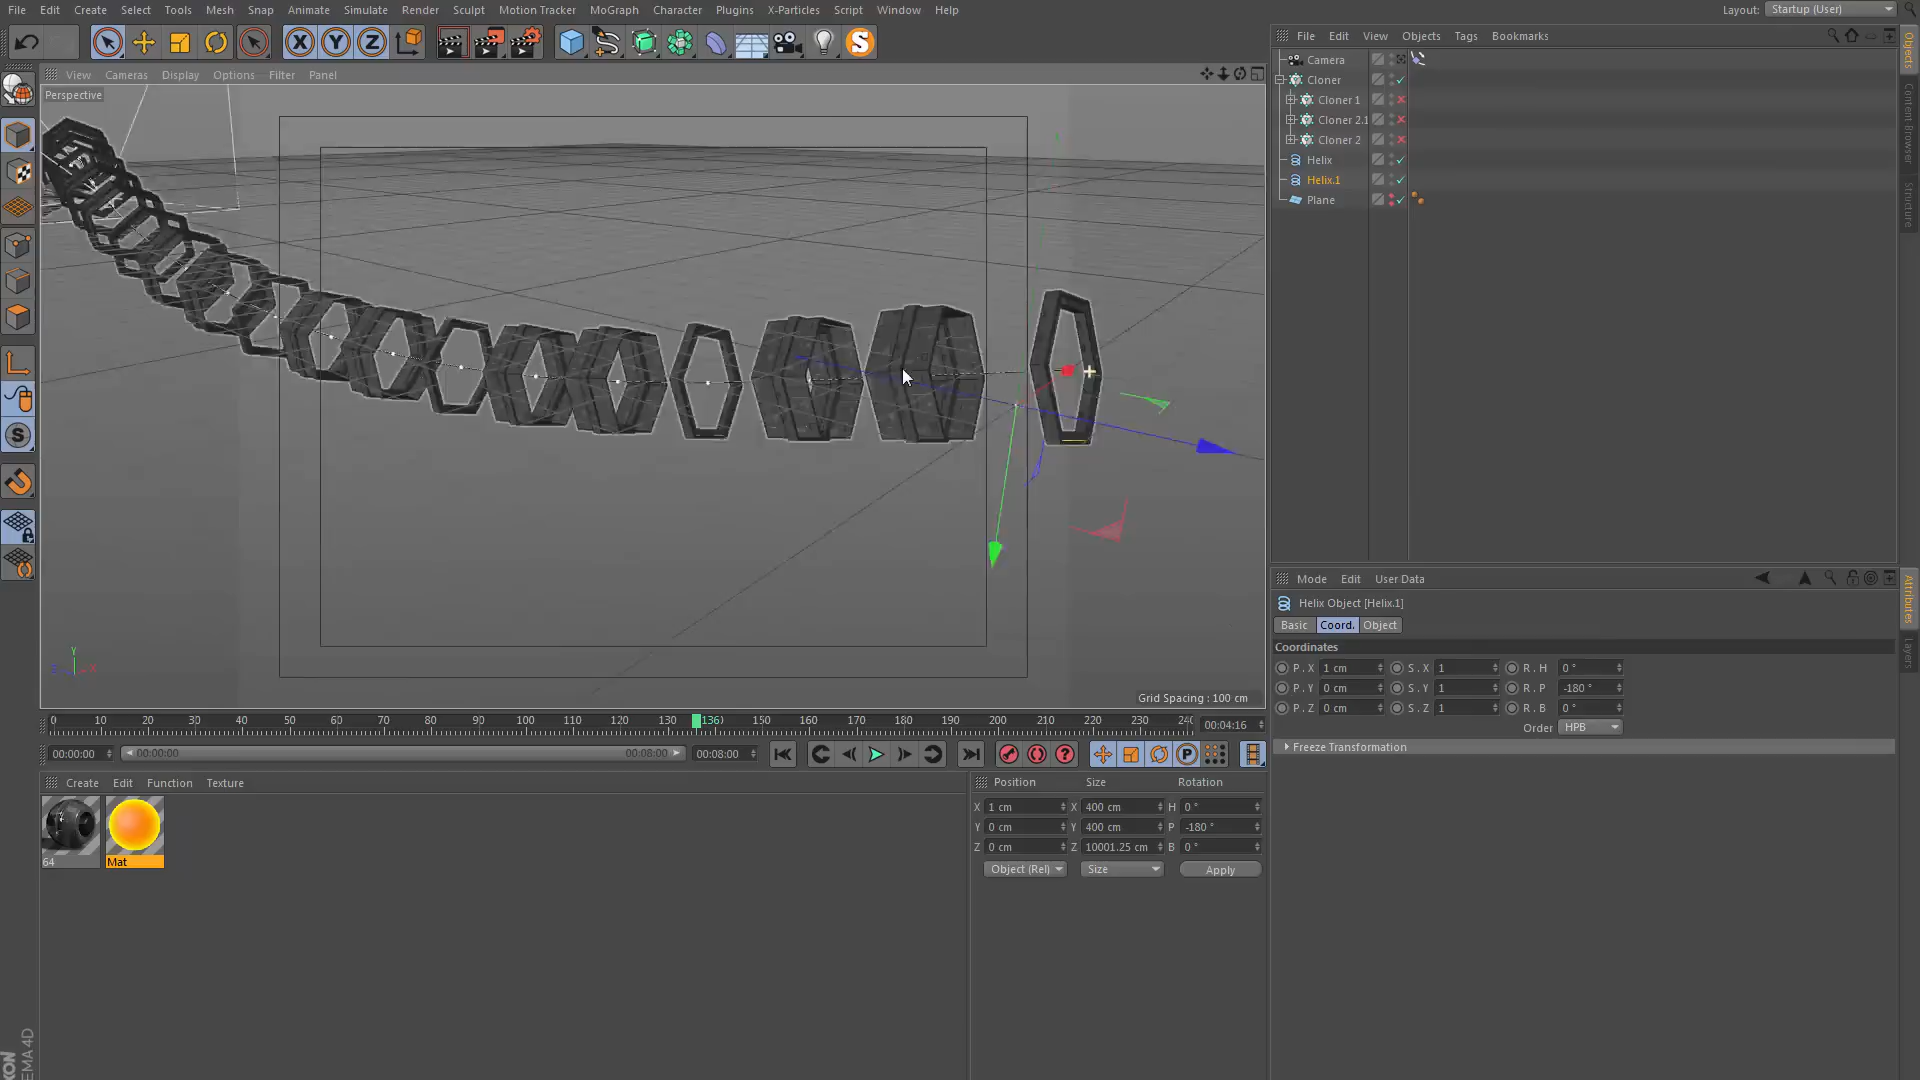 File Edit Create Select Tools Mesh Snap Animate Simulate Render Sculpt Motion Tracker MoGraph Character Plugins X-Particles Script Window Help Layout: Startup (User)
X Y Z S
View Cameras Display Options Filter Panel
Perspective
File Edit View Objects Tags Bookmarks
Camera
Cloner
Cloner 1
Cloner 2.1
Cloner 2
Helix
Helix.1
Plane
Objects
Content Browser
Structure
S
Y
X
Z
Grid Spacing : 100 cm
0 10 20 30 40 50 60 70 80 90 100 110 120 130 136 150 160 170 180 190 200 210 220 230 240 00:04:16
00:00:00 00:00:00 00:08:00 00:08:00 P
Create Edit Function Texture
64 Mat
Position Size Rotation
X 1 cm X 400 cm H 0 °
Y 0 cm Y 400 cm P -180 °
Z 0 cm Z 10001.25 cm B 0 °
Object (Rel) Size Apply
Mode Edit User Data
Helix Object [Helix.1]
Basic Coord. Object
Coordinates
P . X 1 cm S . X 1 R . H 0 °
P . Y 0 cm S . Y 1 R . P -180 °
P . Z 0 cm S . Z 1 R . B 0 °
Order HPB
Freeze Transformation
Attributes
Layers